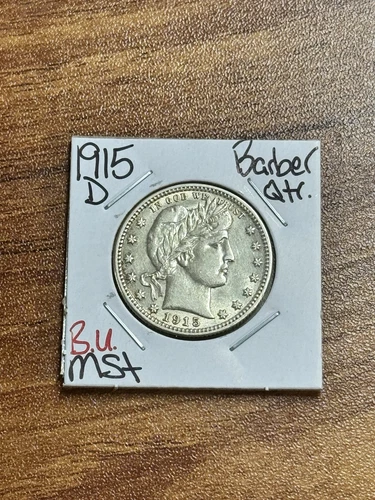 1915 Barber
D Qtr.
IN GOD WE TRUST
1915
B.U.
MS+